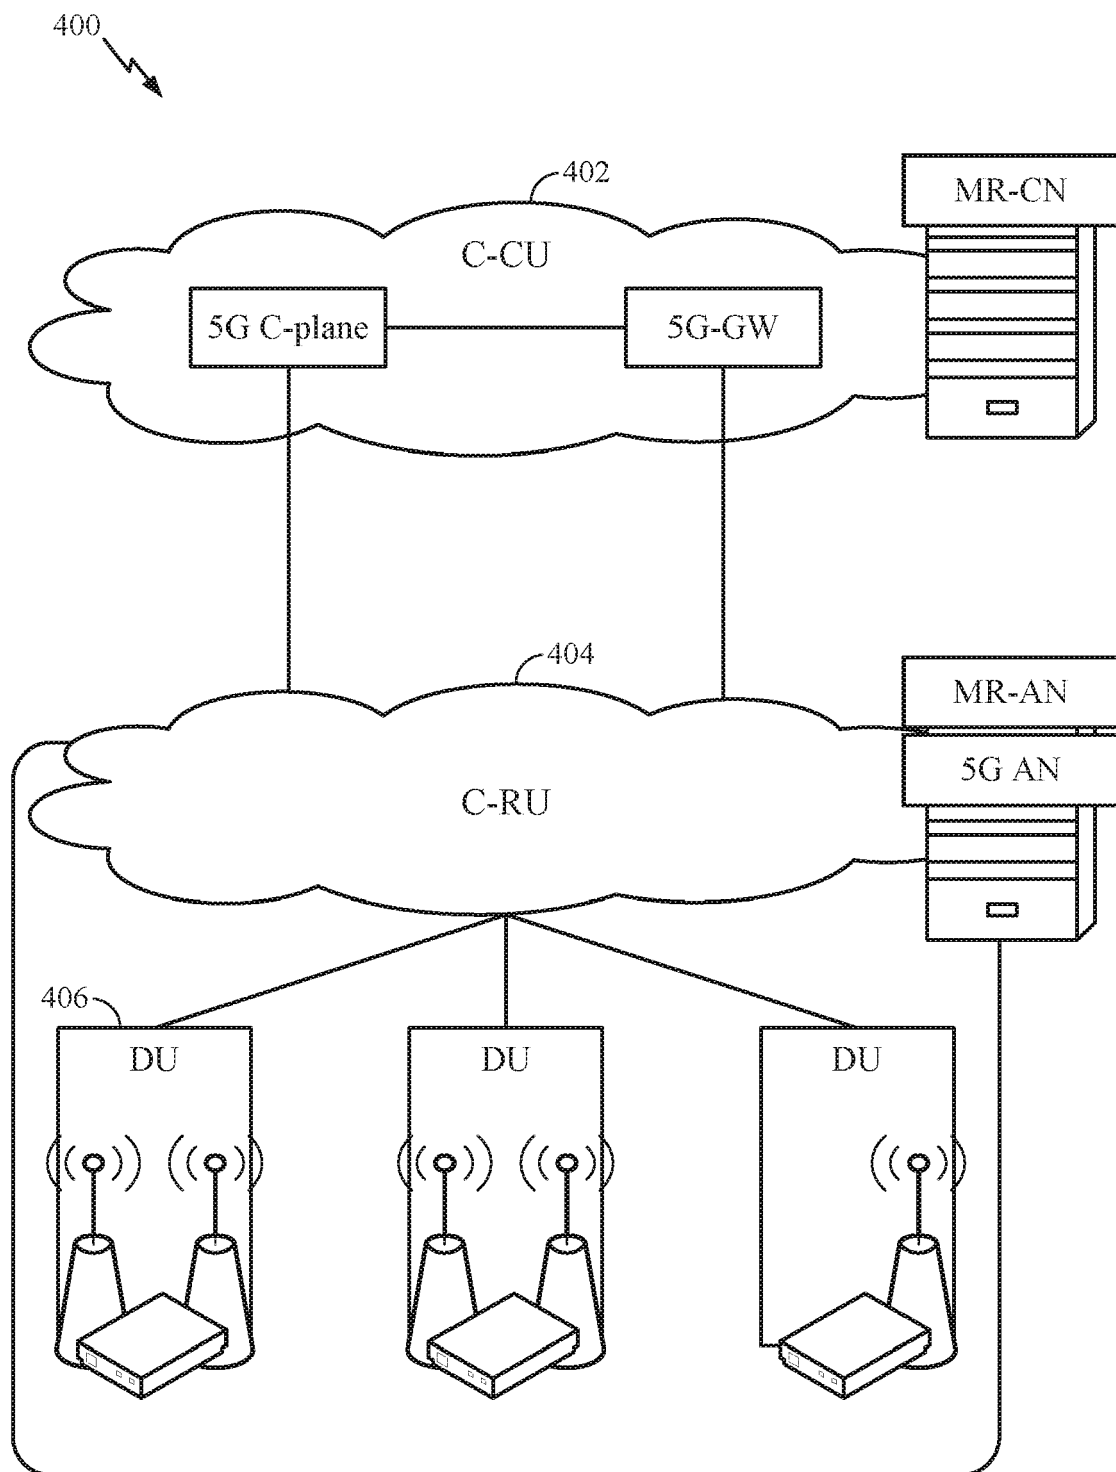 400
402
MR-CN
C-CU
5G C-plane
5G-GW
404
MR-AN
5G AN
C-RU
406
DU
DU
DU